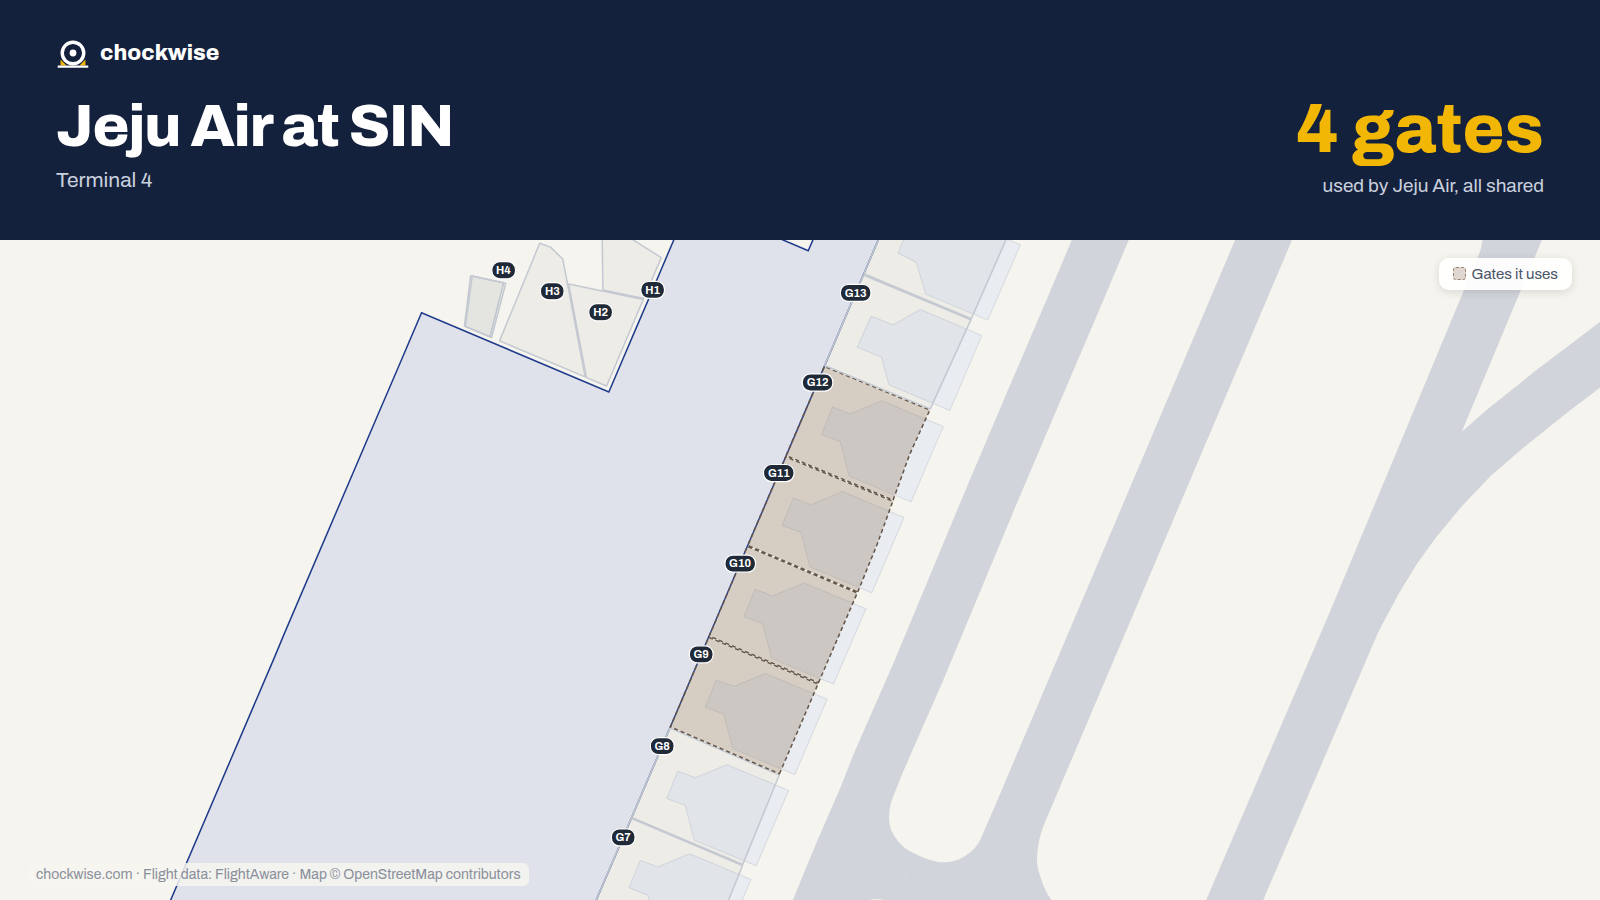 chockwise
Jeju Air at SIN
Terminal 4
4 gates
used by Jeju Air, all shared
Gates it uses
H4
H3
H1
H2
G13
G12
G11
G10
G9
G8
G7
chockwise.com · Flight data: FlightAware · Map © OpenStreetMap contributors